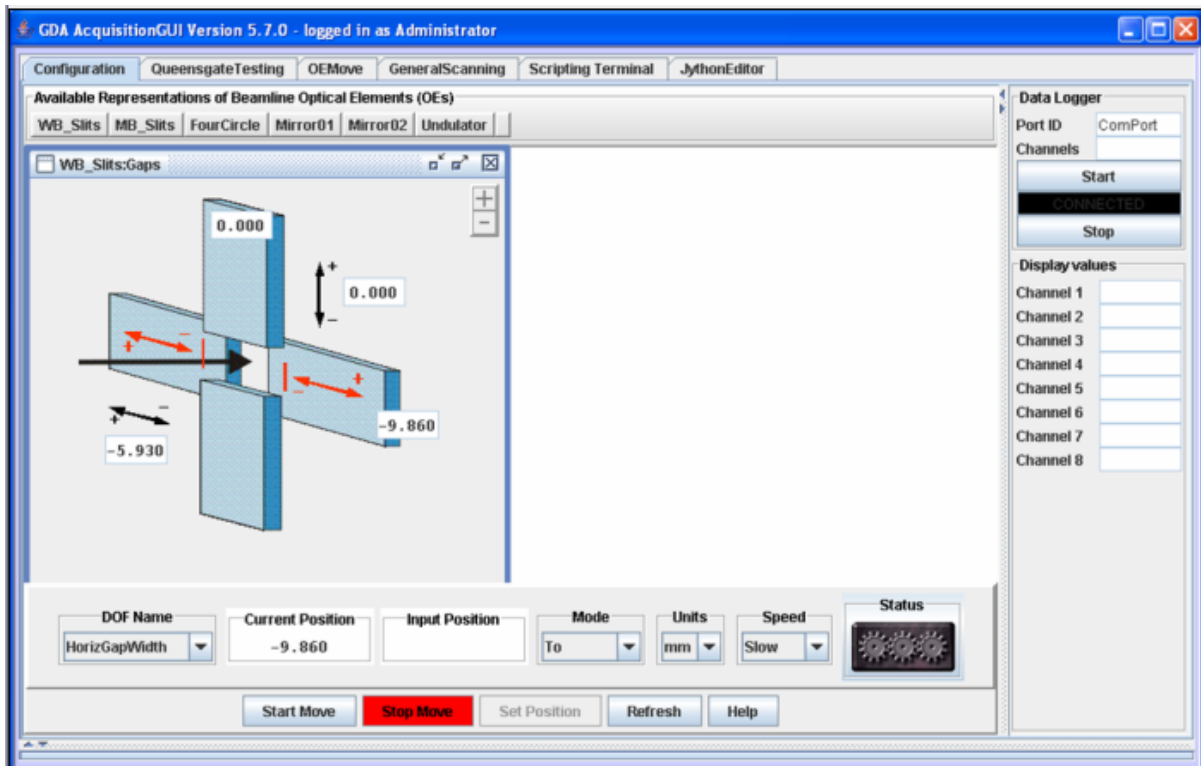 GDA AcquisitionGUI Version 5.7.0 - logged in as Administrator
Configuration QueensgateTesting OEMove GeneralScanning Scripting Terminal JythonEditor
Available Representations of Beamline Optical Elements (OEs)
WB_Slits MB_Slits FourCircle Mirror01 Mirror02 Undulator
WB_Slits:Gaps
+
-
0.000
+
0.000
-
+ -
- +
+ -
-5.930
-9.860
DOF Name Current Position Input Position Mode Units Speed Status
HorizGapWidth -9.860 To mm Slow
Start Move Stop Move Set Position Refresh Help
Data Logger
Port ID ComPort
Channels
Start
CONNECTED
Stop
Display values
Channel 1
Channel 2
Channel 3
Channel 4
Channel 5
Channel 6
Channel 7
Channel 8